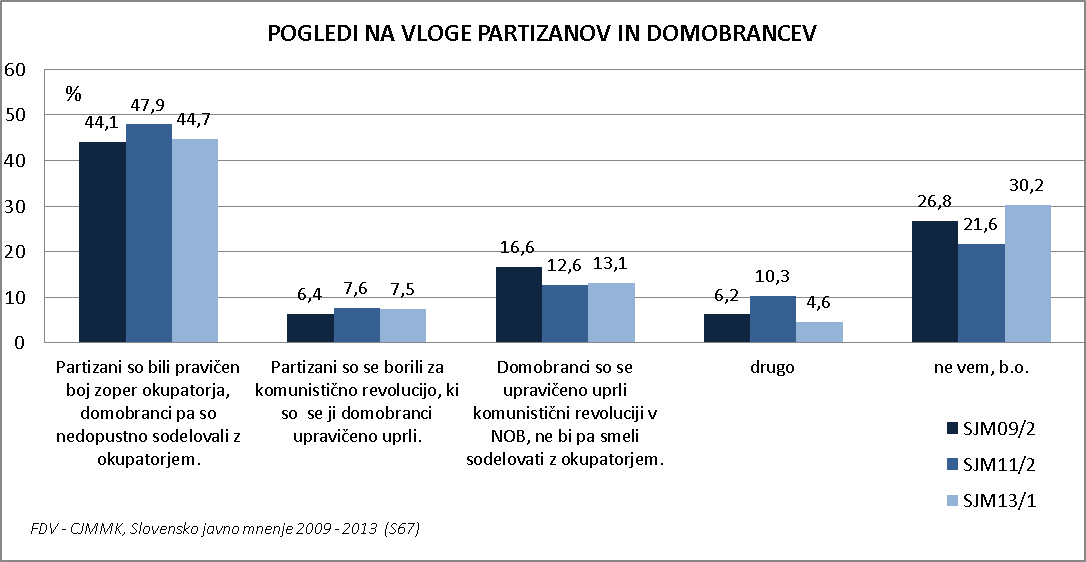 POGLEDI NA VLOGE PARTIZANOV IN DOMOBRANCEV
60
%
50
40
30
20
10
0
44,1
47,9
44,7
6,4
7,6
7,5
16,6
12,6
13,1
6,2
10,3
4,6
26,8
21,6
30,2
Partizani so bili pravičen
boj zoper okupatorja,
domobranci pa so
nedopustno sodelovali z
okupatorjem.
Partizani so se borili za
komunistično revolucijo, ki
so se ji domobranci
upravičeno uprli.
Domobranci so se
upravičeno uprli
komunistični revoluciji v
NOB, ne bi pa smeli
sodelovati z okupatorjem.
drugo
ne vem, b.o.
SJM09/2
SJM11/2
SJM13/1
FDV - CJMMK, Slovensko javno mnenje 2009 - 2013 (S67)